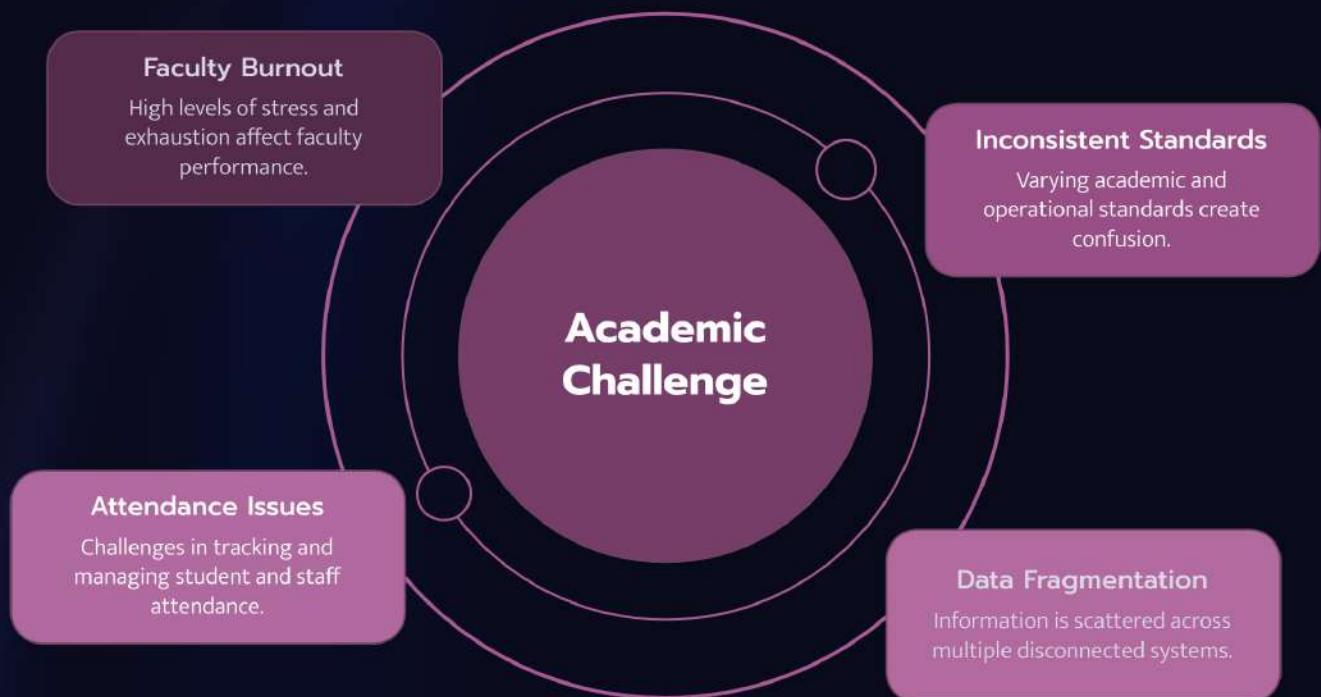 Faculty Burnout
High levels of stress and
exhaustion affect faculty
performance.
Inconsistent Standards
Varying academic and
operational standards create
confusion.
Academic
Challenge
Attendance Issues
Challenges in tracking and
managing student and staff
attendance.
Data Fragmentation
Information is scattered across
multiple disconnected systems.